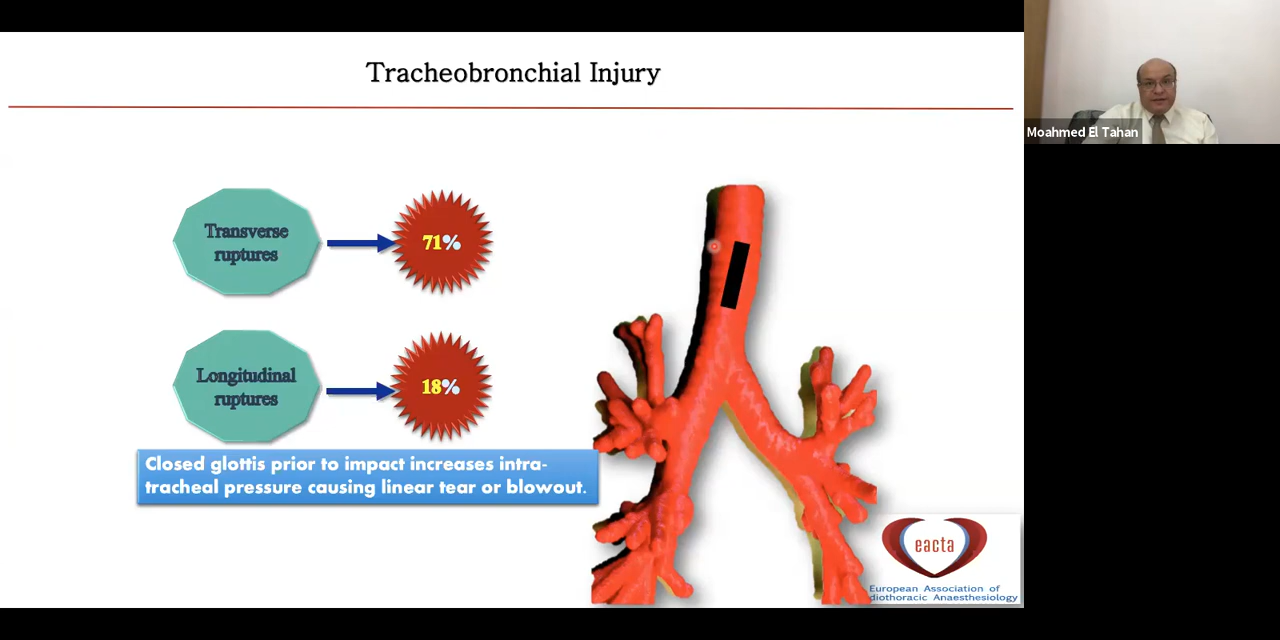 Tracheobronchial Injury
Moahmed El Tahan
Transverse
ruptures
71%
Longitudinal
ruptures
18%
Closed glottis prior to impact increases intra-
tracheal pressure causing linear tear or blowout.
eacta
European Association of
diothoracic Anaesthesiology